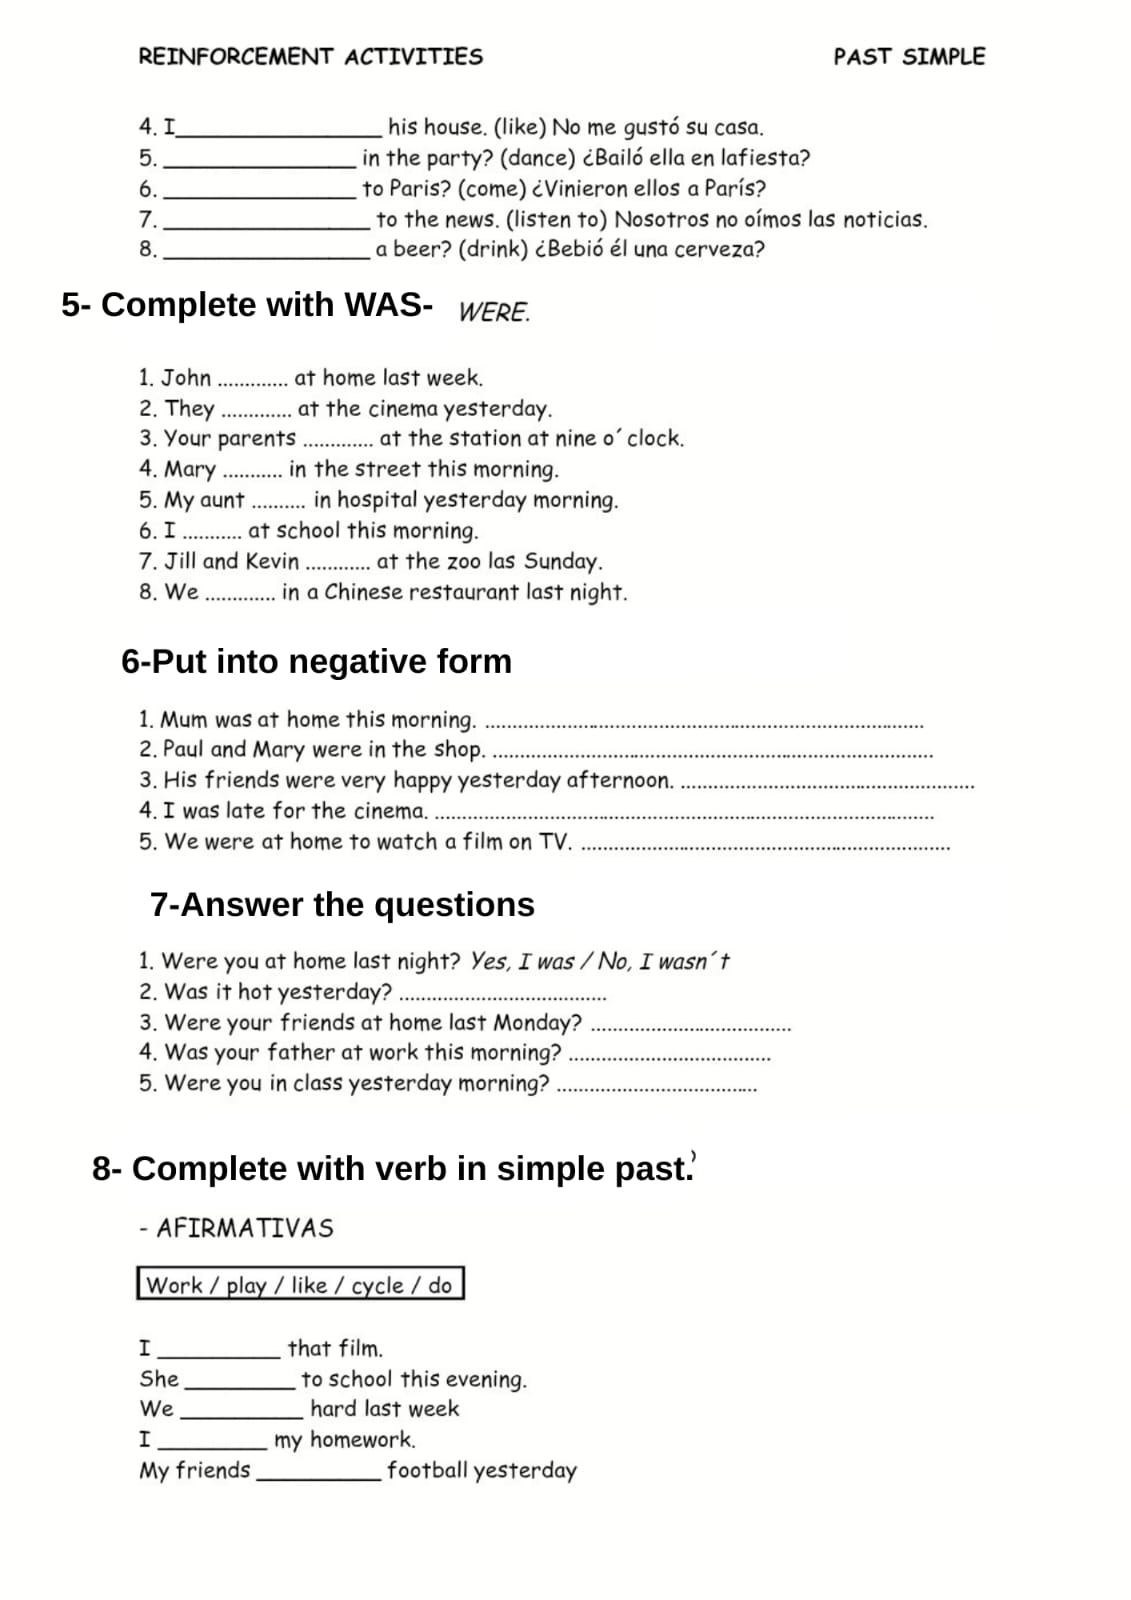 REINFORCEMENT ACTIVITIES PAST SIMPLE
4. I_________________ his house. (like) No me gustó su casa.
5. ________________ in the party? (dance) ¿Bailó ella en lafiesta?
6. ________________ to Paris? (come) ¿Vinieron ellos a París?
7. _________________ to the news. (listen to) Nosotros no oímos las noticias.
8. _________________ a beer? (drink) ¿Bebió él una cerveza?
5- Complete with WAS- WERE.
1. John ............. at home last week.
2. They ............. at the cinema yesterday.
3. Your parents ............. at the station at nine o´ clock.
4. Mary ........... in the street this morning.
5. My aunt .......... in hospital yesterday morning.
6. I ........... at school this morning.
7. Jill and Kevin ............ at the zoo las Sunday.
8. We ............. in a Chinese restaurant last night.
6-Put into negative form
1. Mum was at home this morning. ................................................................................
2. Paul and Mary were in the shop. ................................................................................
3. His friends were very happy yesterday afternoon. .....................................................
4. I was late for the cinema. ...........................................................................................
5. We were at home to watch a film on TV. ...................................................................
7-Answer the questions
1. Were you at home last night? Yes, I was / No, I wasn´t
2. Was it hot yesterday? ......................................
3. Were your friends at home last Monday? .....................................
4. Was your father at work this morning? .....................................
5. Were you in class yesterday morning? .....................................
8- Complete with verb in simple past.
- AFIRMATIVAS
Work / play / like / cycle / do
I __________ that film.
She _________ to school this evening.
We __________ hard last week
I _________ my homework.
My friends __________ football yesterday